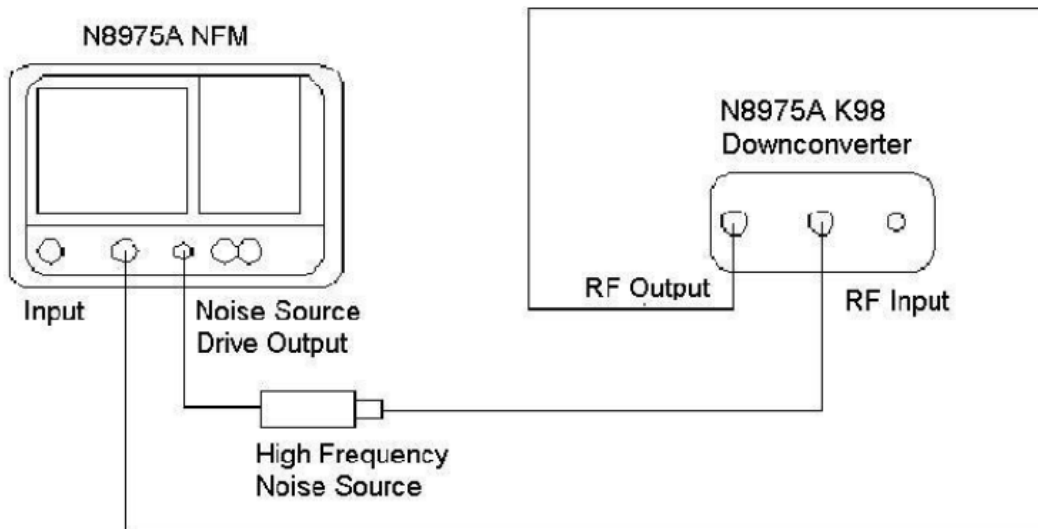 N8975A NFM
N8975A K98
Downconverter
RF Output
RF Input
Input
Noise Source
Drive Output
High Frequency
Noise Source